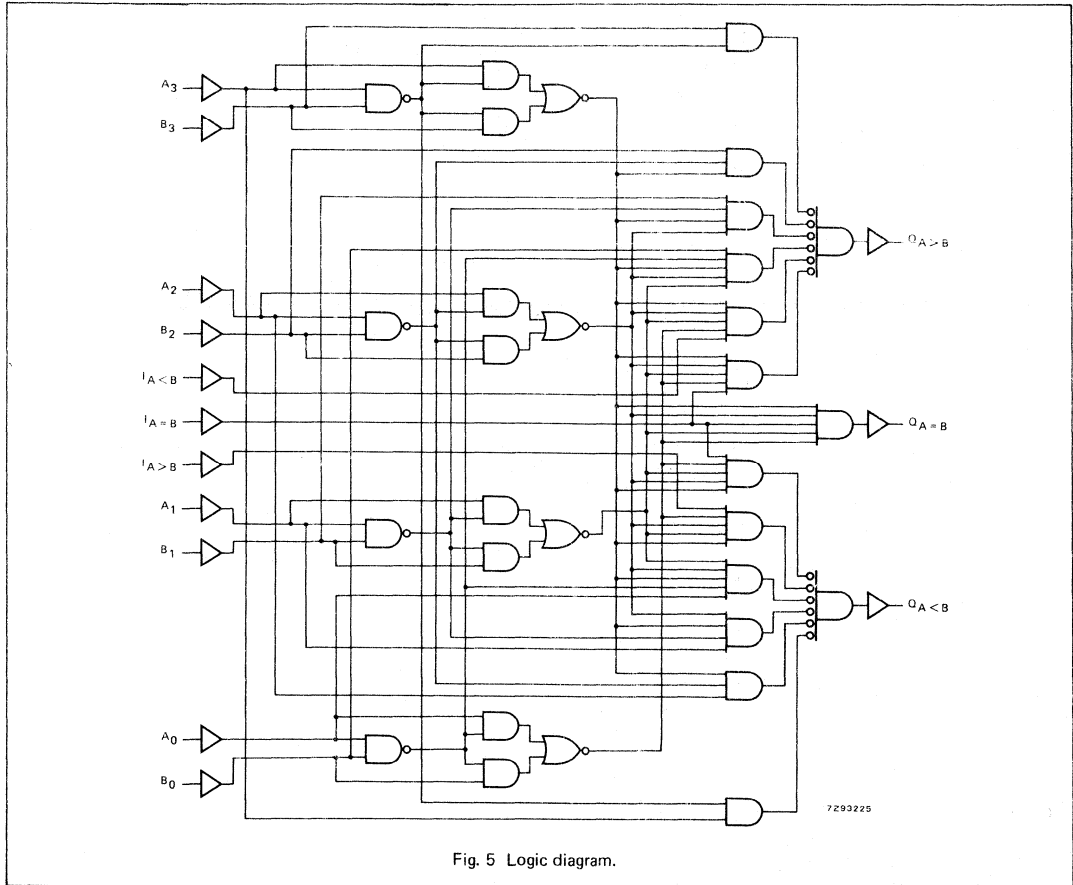 A3
B3
QA>B
A2
B2
IA<B
IA=B
QA=B
IA>B
A1
B1
QA<B
A0
B0
7Z93225
Fig. 5 Logic diagram.